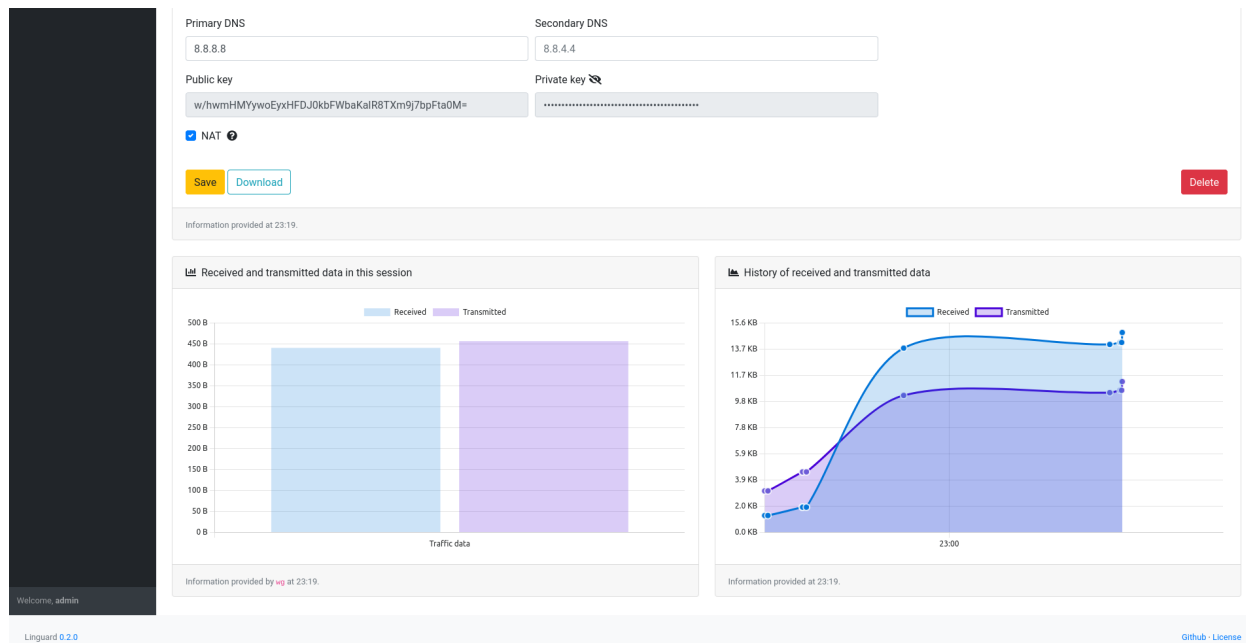 Primary DNS
Secondary DNS
8.8.8.8
8.8.4.4
Public key
Private key
w/hwmHMYywoEyxHFDJ0kbFWbaKalR8TXm9j7bpFta0M=
••••••••••••••••••••••••••••••••••••••••••••
NAT
Save
Download
Delete
Information provided at 23:19.
Received and transmitted data in this session
Received
Transmitted
500 B
450 B
400 B
350 B
300 B
250 B
200 B
150 B
100 B
50 B
0 B
Traffic data
Information provided by wg at 23:19.
History of received and transmitted data
Received
Transmitted
15.6 KB
13.7 KB
11.7 KB
9.8 KB
7.8 KB
5.9 KB
3.9 KB
2.0 KB
0.0 KB
23:00
Information provided at 23:19.
Welcome, admin
Linguard 0.2.0
Github · License